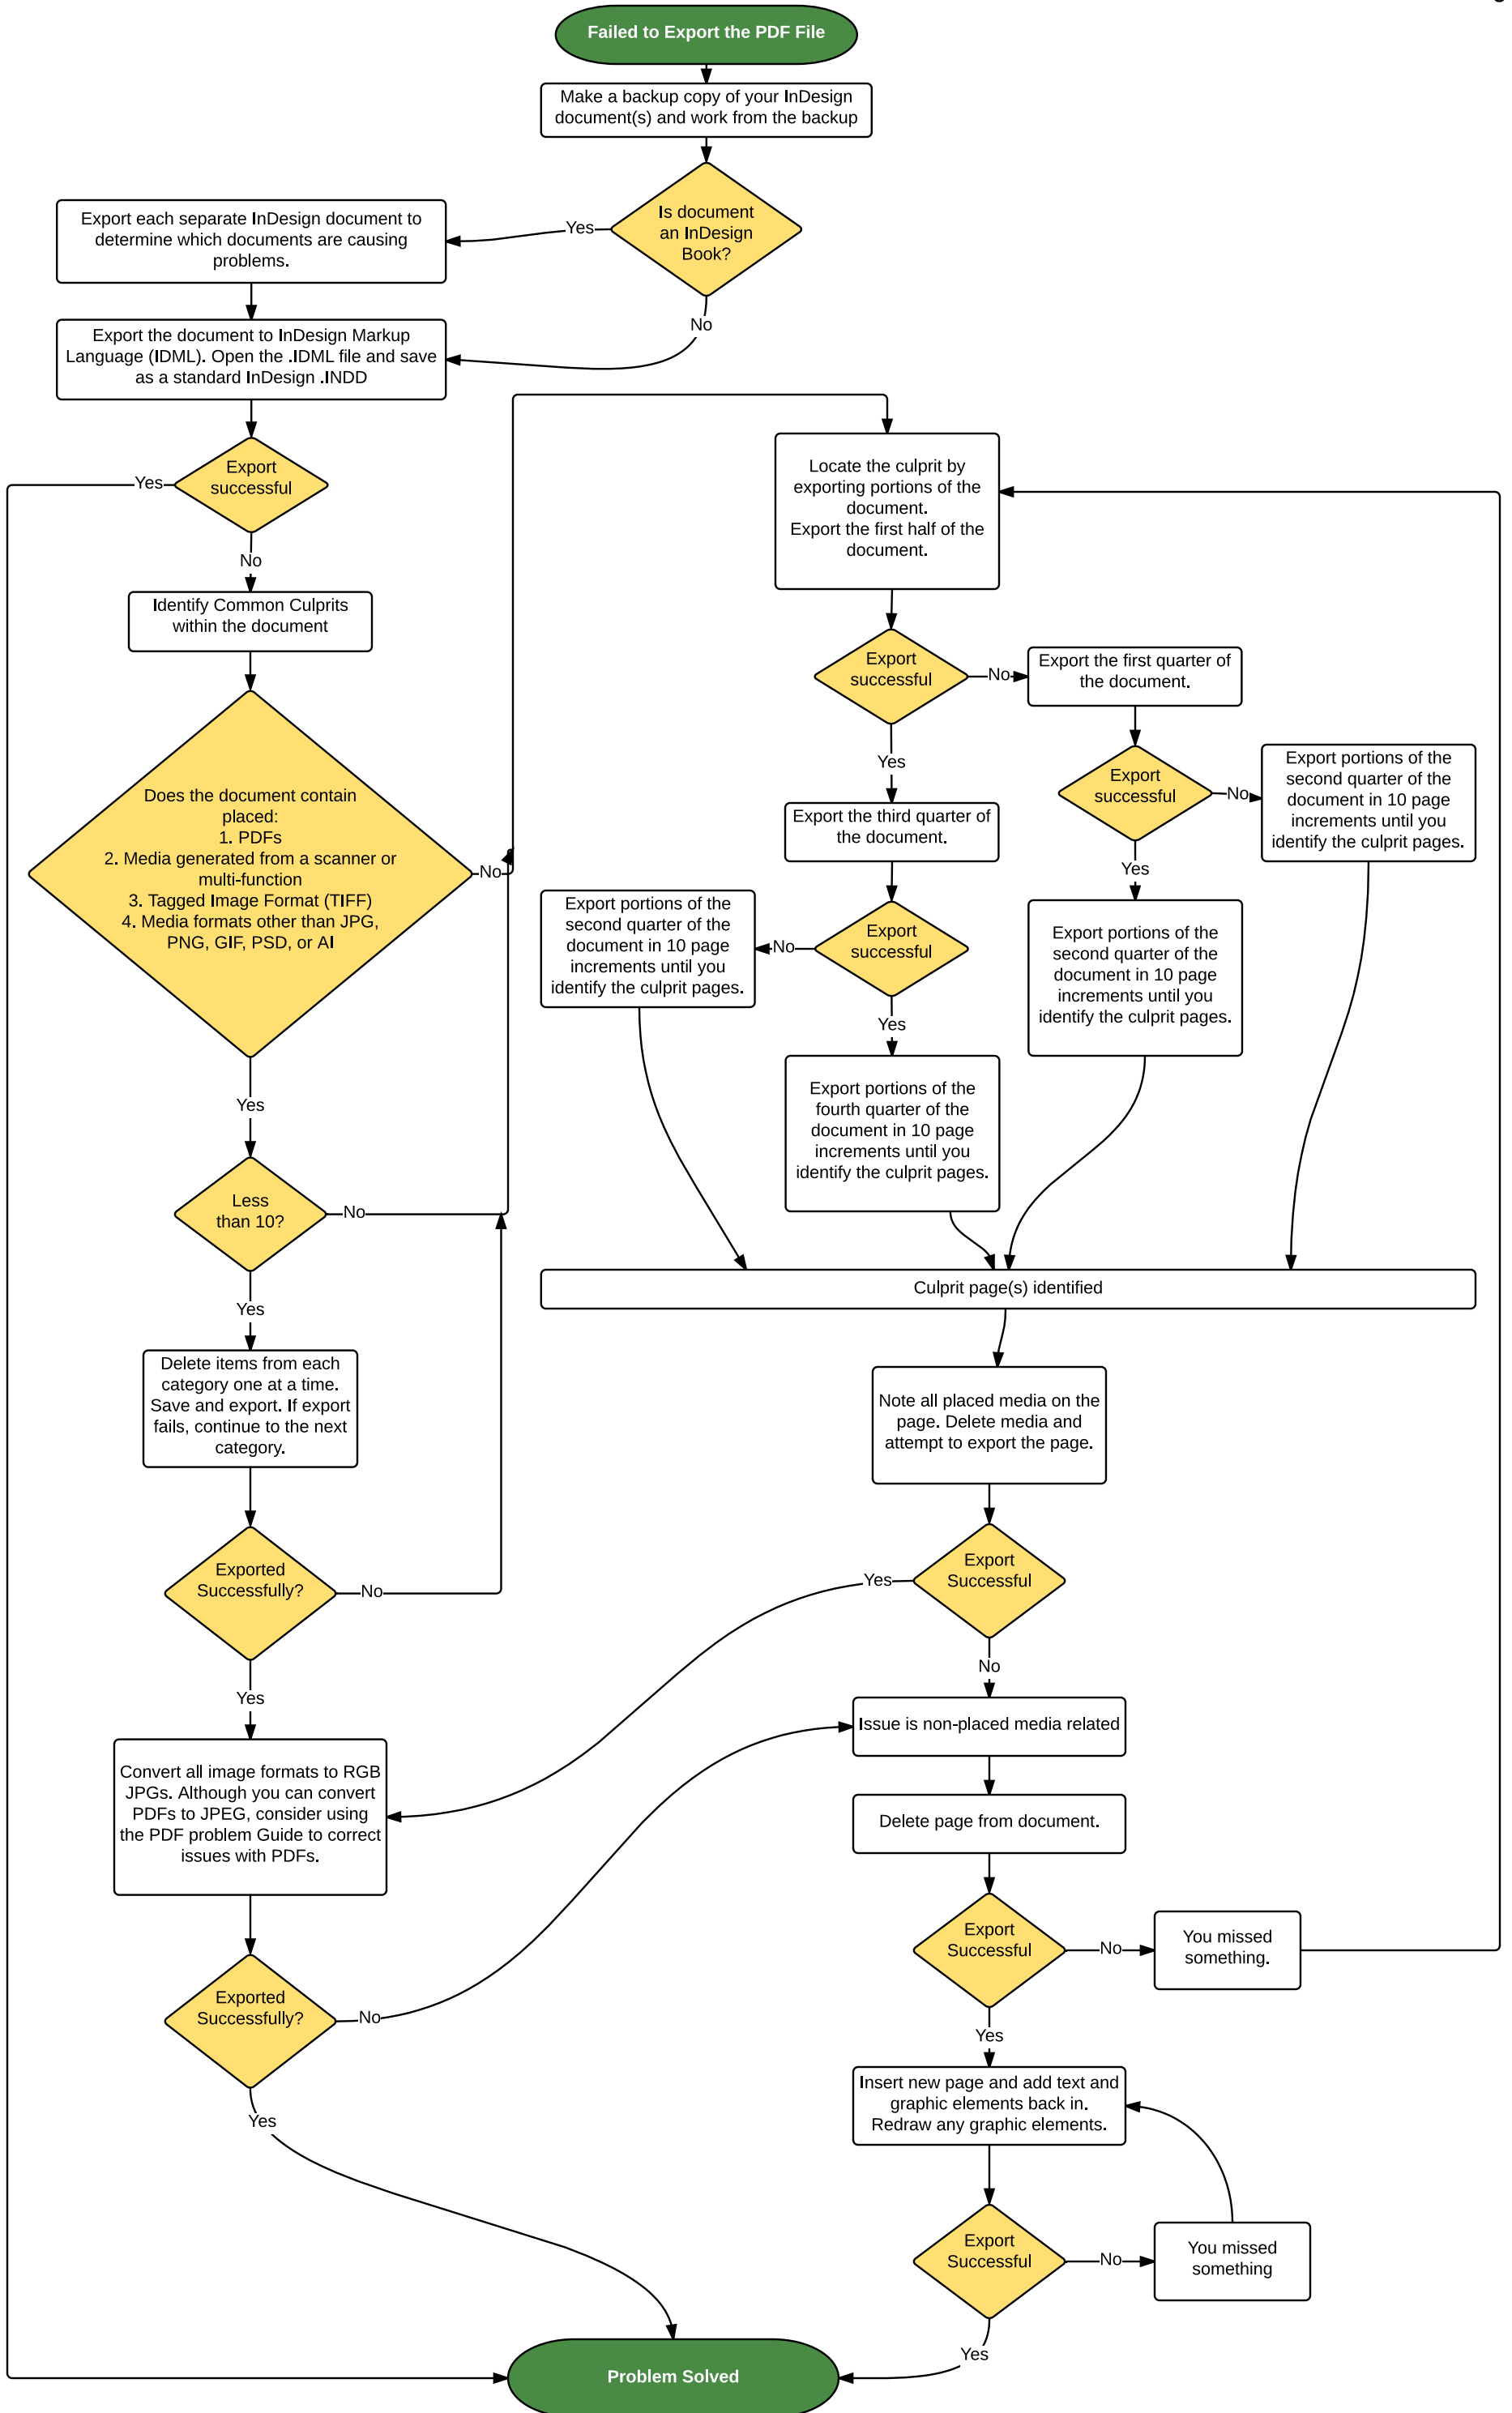 Failed to Export the PDF File
Make a backup copy of your InDesign
document(s) and work from the backup
Is document
an InDesign
Book?
Yes
Export each separate InDesign document to
determine which documents are causing
problems.
No
Export the document to InDesign Markup
Language (IDML). Open the .IDML file and save
as a standard InDesign .INDD
Export
successful
Yes
No
Identify Common Culprits
within the document
Does the document contain
placed:
1. PDFs
2. Media generated from a scanner or
multi-function
3. Tagged Image Format (TIFF)
4. Media formats other than JPG,
PNG, GIF, PSD, or AI
No
Yes
Less
than 10?
No
Yes
Delete items from each
category one at a time.
Save and export. If export
fails, continue to the next
category.
Exported
Successfully?
No
Yes
Convert all image formats to RGB
JPGs. Although you can convert
PDFs to JPEG, consider using
the PDF problem Guide to correct
issues with PDFs.
Exported
Successfully?
No
Yes
Locate the culprit by
exporting portions of the
document.
Export the first half of the
document.
Export
successful
No
Export the first quarter of
the document.
Yes
Export
successful
No
Export portions of the
second quarter of the
document in 10 page
increments until you
identify the culprit pages.
Yes
Export portions of the
second quarter of the
document in 10 page
increments until you
identify the culprit pages.
Export the third quarter of
the document.
Export
successful
No
Export portions of the
second quarter of the
document in 10 page
increments until you
identify the culprit pages.
Yes
Export portions of the
fourth quarter of the
document in 10 page
increments until you
identify the culprit pages.
Culprit page(s) identified
Note all placed media on the
page. Delete media and
attempt to export the page.
Export
Successful
Yes
No
Issue is non-placed media related
Delete page from document.
Export
Successful
No
You missed
something.
Yes
Insert new page and add text and
graphic elements back in.
Redraw any graphic elements.
Export
Successful
No
You missed
something
Yes
Problem Solved